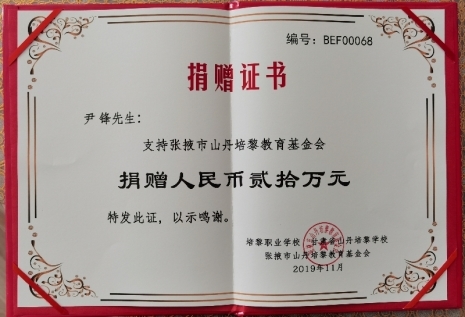 编号：BEF00068
捐赠证书
尹锋先生：
支持张掖市山丹培黎教育基金会
捐赠人民币贰拾万元
特发此证，以示鸣谢。
培黎职业学校 甘肃省山丹培黎学校
张掖市山丹培黎教育基金会
2019年11月